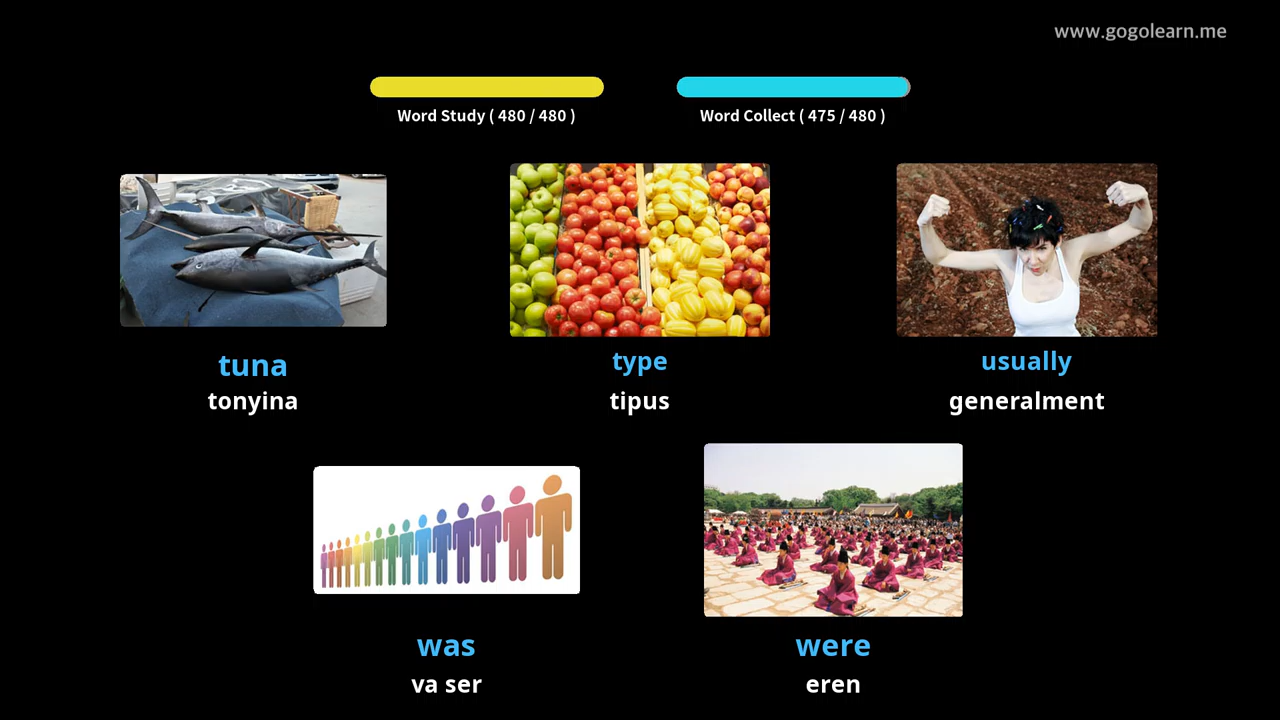 www.gogolearn.me
Word Study ( 480 / 480 )
Word Collect ( 475 / 480 )
tuna
tonyina
type
tipus
usually
generalment
was
va ser
were
eren